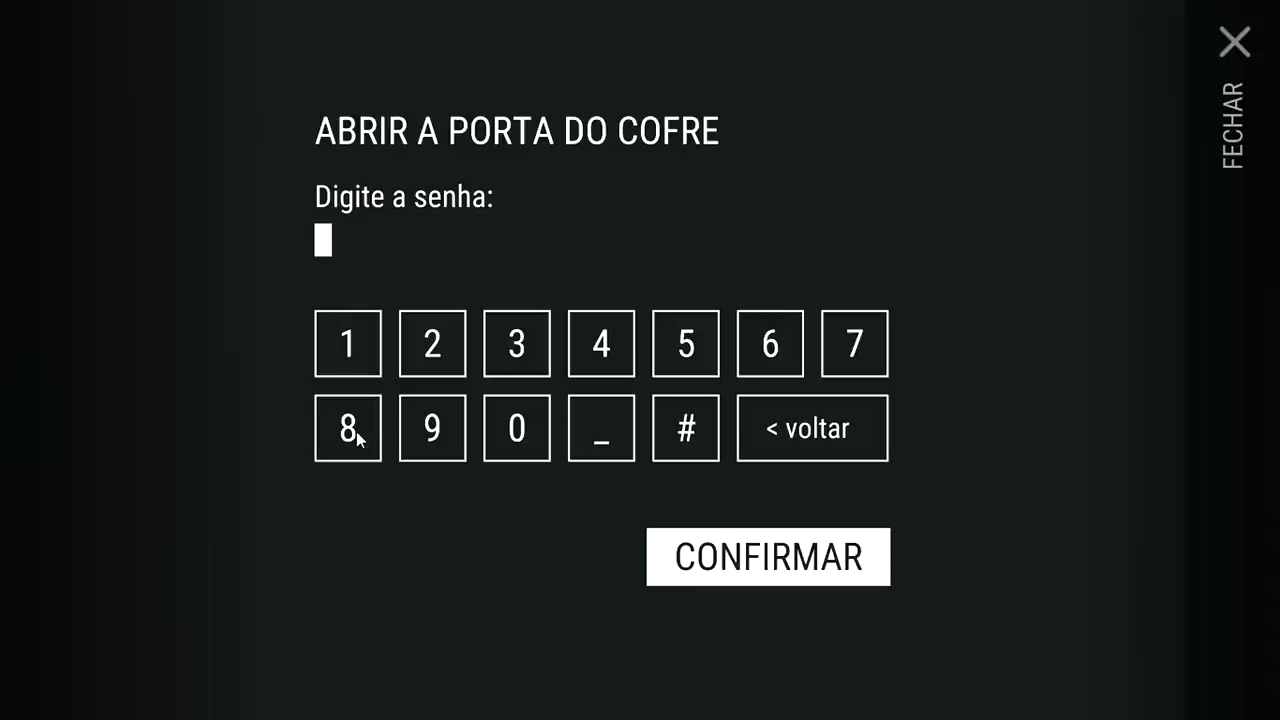 ABRIR A PORTA DO COFRE
Digite a senha:
1 2 3 4 5 6 7
8 9 0 _ # < voltar
CONFIRMAR
FECHAR